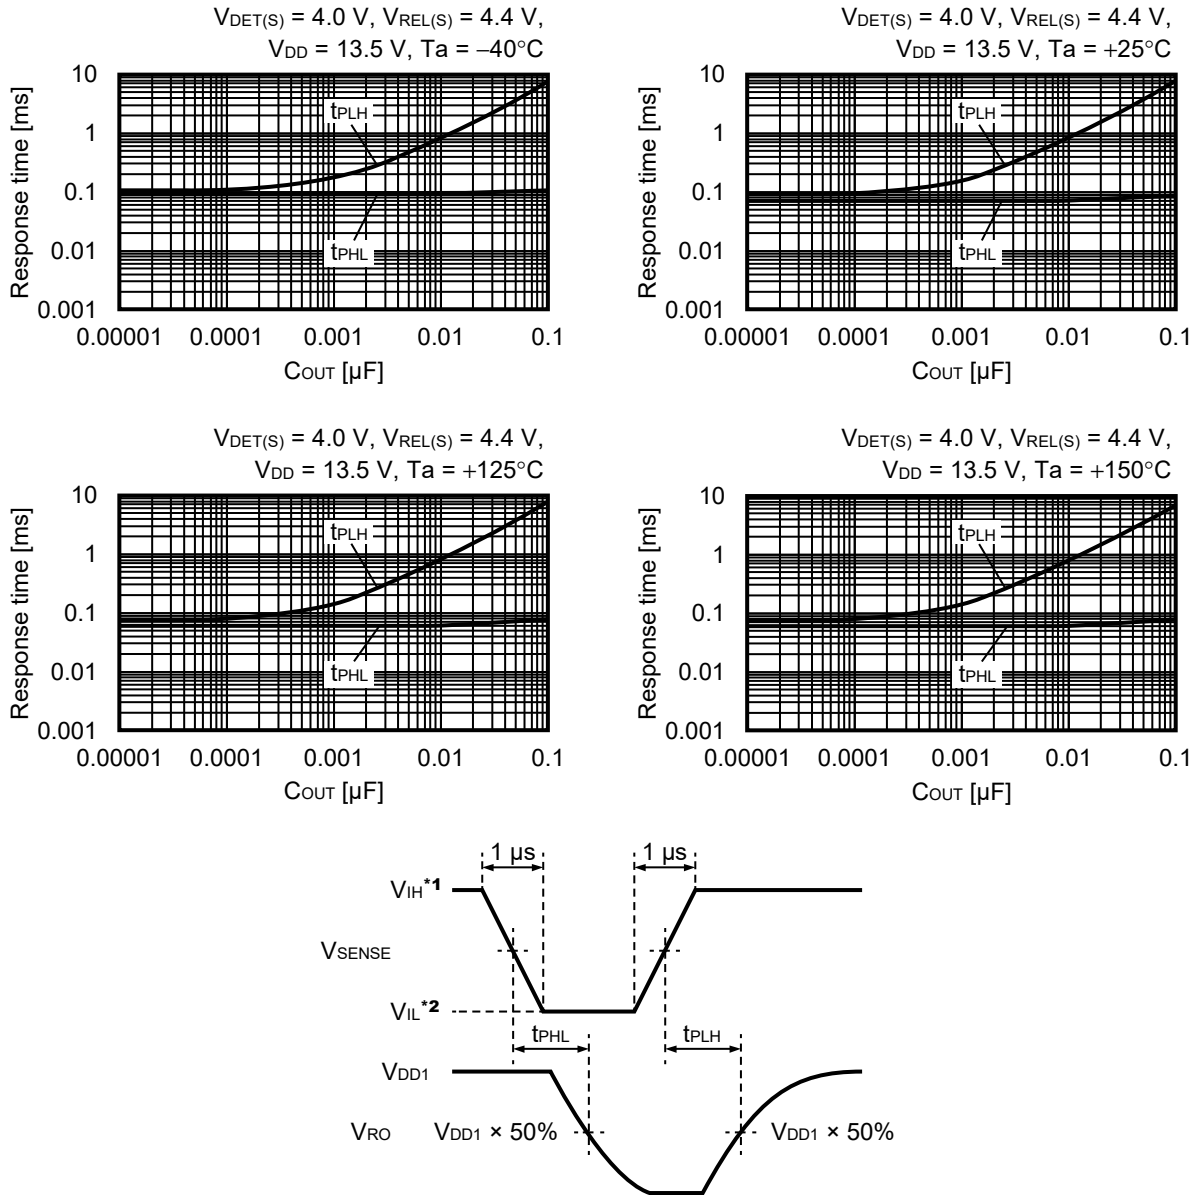 VDET(S) = 4.0 V, VREL(S) = 4.4 V,
VDD = 13.5 V, Ta = −40°C
10
1
0.1
0.01
0.001
Response time [ms]
tPLH
tPHL
0.00001 0.0001 0.001 0.01 0.1
COUT [µF]
VDET(S) = 4.0 V, VREL(S) = 4.4 V,
VDD = 13.5 V, Ta = +25°C
10
1
0.1
0.01
0.001
Response time [ms]
tPLH
tPHL
0.00001 0.0001 0.001 0.01 0.1
COUT [µF]
VDET(S) = 4.0 V, VREL(S) = 4.4 V,
VDD = 13.5 V, Ta = +125°C
10
1
0.1
0.01
0.001
Response time [ms]
tPLH
tPHL
0.00001 0.0001 0.001 0.01 0.1
COUT [µF]
VDET(S) = 4.0 V, VREL(S) = 4.4 V,
VDD = 13.5 V, Ta = +150°C
10
1
0.1
0.01
0.001
Response time [ms]
tPLH
tPHL
0.00001 0.0001 0.001 0.01 0.1
COUT [µF]
1 µs 1 µs
VIH*1
VSENSE
VIL*2
tPHL tPLH
VDD1
VRO VDD1 × 50% VDD1 × 50%